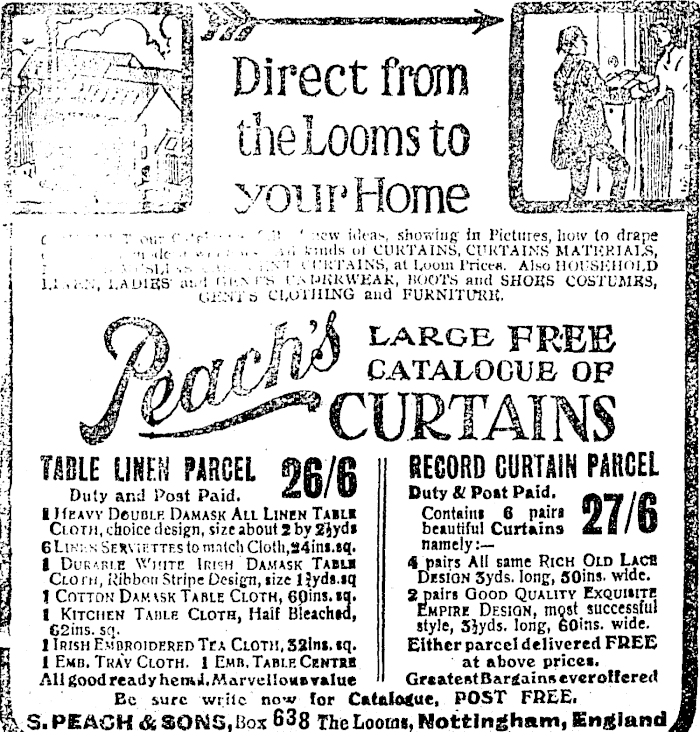 Direct from
the Looms to
your Home
our new ideas, showing in Pictures, how to drape
kinds of CURTAINS, CURTAINS MATERIALS,
CURTAINS, at Loom Prices. Also HOUSEHOLD
LINEN, LADIES' and GENT'S UNDERWEAR, BOOTS and SHOES COSTUMES,
GENT'S CLOTHING and FURNITURE.
Peach's LARGE FREE
CATALOGUE OF
CURTAINS
TABLE LINEN PARCEL 26/6
Duty and Post Paid.
1 HEAVY DOUBLE DAMASK ALL LINEN TABLE
CLOTH, choice design, size about 2 by 2½yds
6 LINEN SERVIETTES to match Cloth, 24ins. sq.
1 DURABLE WHITE IRISH DAMASK TABLE
CLOTH, Ribbon Stripe Design, size 1½yds. sq
1 COTTON DAMASK TABLE CLOTH, 60ins. sq.
1 KITCHEN TABLE CLOTH, Half Bleached,
62ins. sq.
1 IRISH EMBROIDERED TEA CLOTH, 32ins. sq.
1 EMB. TRAY CLOTH. 1 EMB. TABLE CENTRE
All good ready hemd. Marvellous value
RECORD CURTAIN PARCEL
Duty & Post Paid.
Contains 6 pairs
beautiful Curtains
namely:—
27/6
4 pairs All same RICH OLD LACE
DESIGN 3yds. long, 50ins. wide.
2 pairs GOOD QUALITY EXQUISITE
EMPIRE DESIGN, most successful
style, 3½yds. long, 60ins. wide.
Either parcel delivered FREE
at above prices.
Greatest Bargains ever offered
Be sure write now for Catalogue, POST FREE.
S. PEACH & SONS, Box 638 The Looms, Nottingham, England